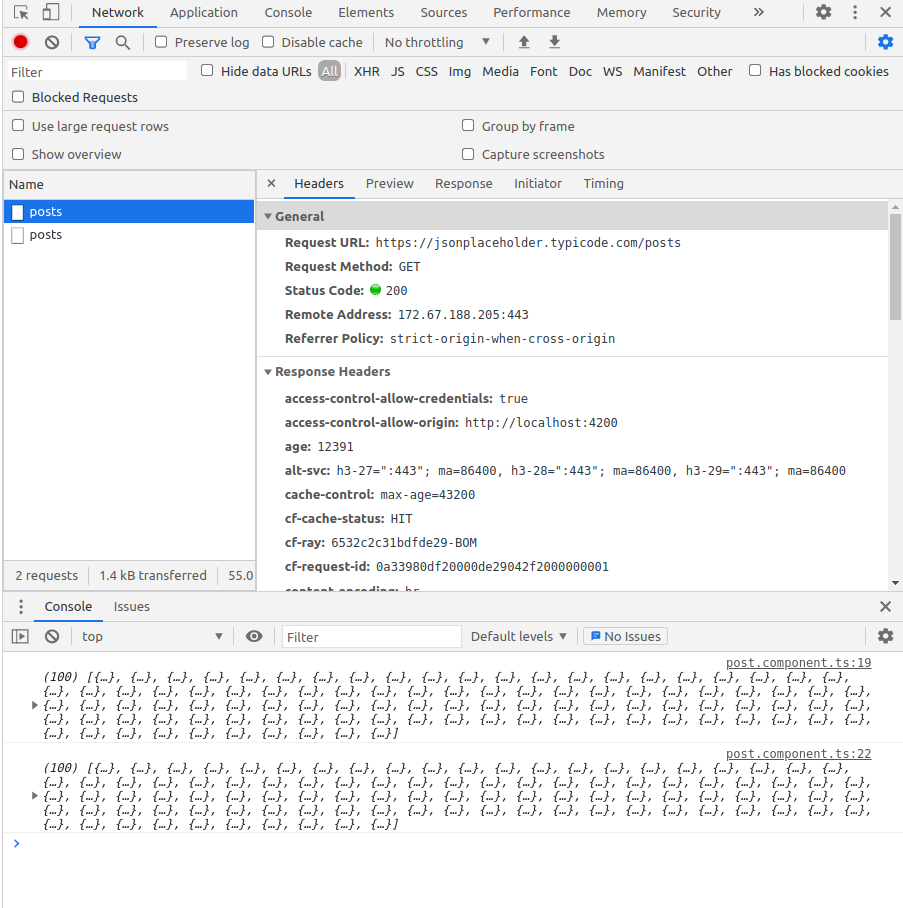 Network Application Console Elements Sources Performance Memory Security »
Preserve log Disable cache No throttling
Filter Hide data URLs All XHR JS CSS Img Media Font Doc WS Manifest Other Has blocked cookies
Blocked Requests
Use large request rows Group by frame
Show overview Capture screenshots
Name
posts
posts
2 requests 1.4 kB transferred 55.0
Headers Preview Response Initiator Timing
General
Request URL: https://jsonplaceholder.typicode.com/posts
Request Method: GET
Status Code: 200
Remote Address: 172.67.188.205:443
Referrer Policy: strict-origin-when-cross-origin
Response Headers
access-control-allow-credentials: true
access-control-allow-origin: http://localhost:4200
age: 12391
alt-svc: h3-27=":443"; ma=86400, h3-28=":443"; ma=86400, h3-29=":443"; ma=86400
cache-control: max-age=43200
cf-cache-status: HIT
cf-ray: 6532c2c31bdfde29-BOM
cf-request-id: 0a33980df20000de29042f2000000001
Console Issues
top Filter Default levels No Issues
post.component.ts:19
(100) [{…}, {…}, {…}, {…}, {…}, {…}, {…}, {…}, {…}, {…}, {…}, {…}, {…}, {…}, {…}, {…}, {…}, {…}, {…}, {…}, {…},
{…}, {…}, {…}, {…}, {…}, {…}, {…}, {…}, {…}, {…}, {…}, {…}, {…}, {…}, {…}, {…}, {…}, {…}, {…}, {…}, {…}, {…}, {…},
{…}, {…}, {…}, {…}, {…}, {…}, {…}, {…}, {…}, {…}, {…}, {…}, {…}, {…}, {…}, {…}, {…}, {…}, {…}, {…}, {…}, {…}, {…},
{…}, {…}, {…}, {…}, {…}, {…}, {…}, {…}, {…}, {…}, {…}, {…}, {…}, {…}, {…}, {…}, {…}, {…}, {…}, {…}, {…}, {…}, {…},
{…}, {…}, {…}, {…}, {…}, {…}, {…}, {…}, {…}, {…}]
post.component.ts:22
(100) [{…}, {…}, {…}, {…}, {…}, {…}, {…}, {…}, {…}, {…}, {…}, {…}, {…}, {…}, {…}, {…}, {…}, {…}, {…}, {…}, {…},
{…}, {…}, {…}, {…}, {…}, {…}, {…}, {…}, {…}, {…}, {…}, {…}, {…}, {…}, {…}, {…}, {…}, {…}, {…}, {…}, {…}, {…}, {…},
{…}, {…}, {…}, {…}, {…}, {…}, {…}, {…}, {…}, {…}, {…}, {…}, {…}, {…}, {…}, {…}, {…}, {…}, {…}, {…}, {…}, {…}, {…},
{…}, {…}, {…}, {…}, {…}, {…}, {…}, {…}, {…}, {…}, {…}, {…}, {…}, {…}, {…}, {…}, {…}, {…}, {…}, {…}, {…}, {…}, {…},
{…}, {…}, {…}, {…}, {…}, {…}, {…}, {…}, {…}, {…}]